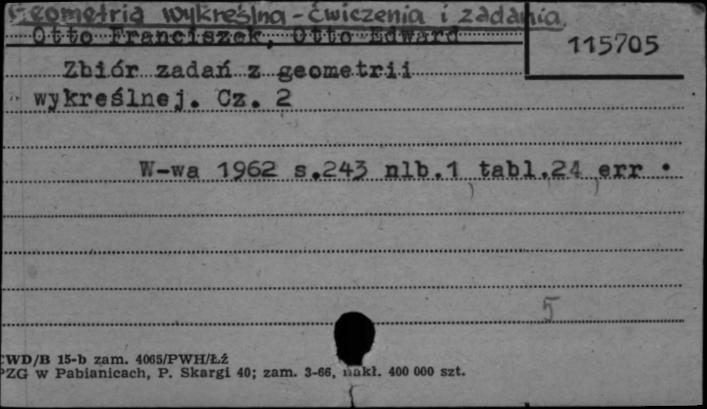 Geometria wykreślna - ćwiczenia i zadania.
Otto Franciszek, Otto Edward
115705
Zbiór zadań z geometrii
wykreślnej. Cz. 2
W-wa 1962 s.243 nlb.1 tabl.24 err.
5
CWD/B 15-b zam. 4065/PWH/Łź
PZG w Pabianicach, P. Skargi 40; zam. 3-66, nakł. 400 000 szt.